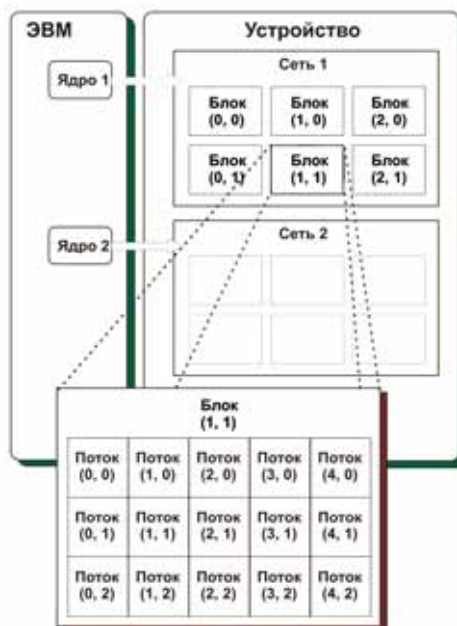 ЭВМ
Устройство
Ядро 1
Сеть 1
Блок Блок Блок
(0, 0) (1, 0) (2, 0)
Блок Блок Блок
(0, 1) (1, 1) (2, 1)
Ядро 2
Сеть 2
Блок
(1, 1)
Поток Поток Поток Поток Поток
(0, 0) (1, 0) (2, 0) (3, 0) (4, 0)
Поток Поток Поток Поток Поток
(0, 1) (1, 1) (2, 1) (3, 1) (4, 1)
Поток Поток Поток Поток Поток
(0, 2) (1, 2) (2, 2) (3, 2) (4, 2)